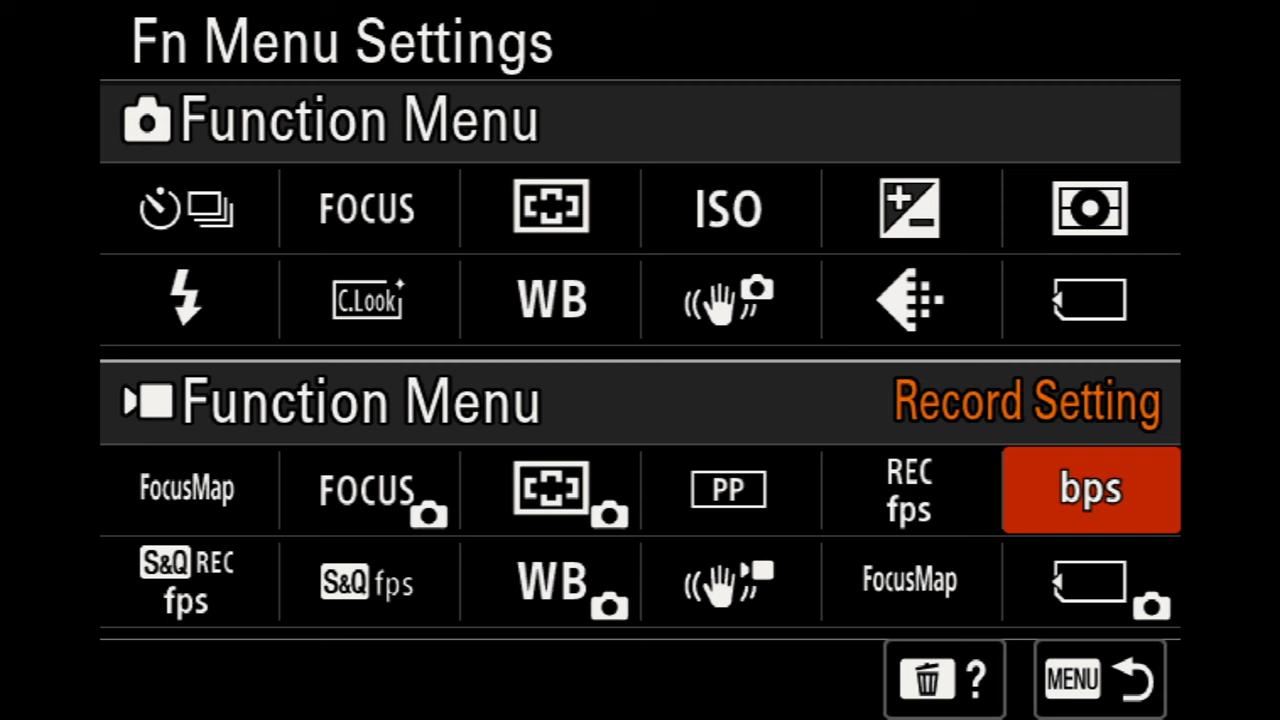 Fn Menu Settings
Function Menu
FOCUS ISO
C.Look WB
Function Menu Record Setting
FocusMap FOCUS PP REC fps bps
S&Q REC fps S&Q fps WB FocusMap
? MENU